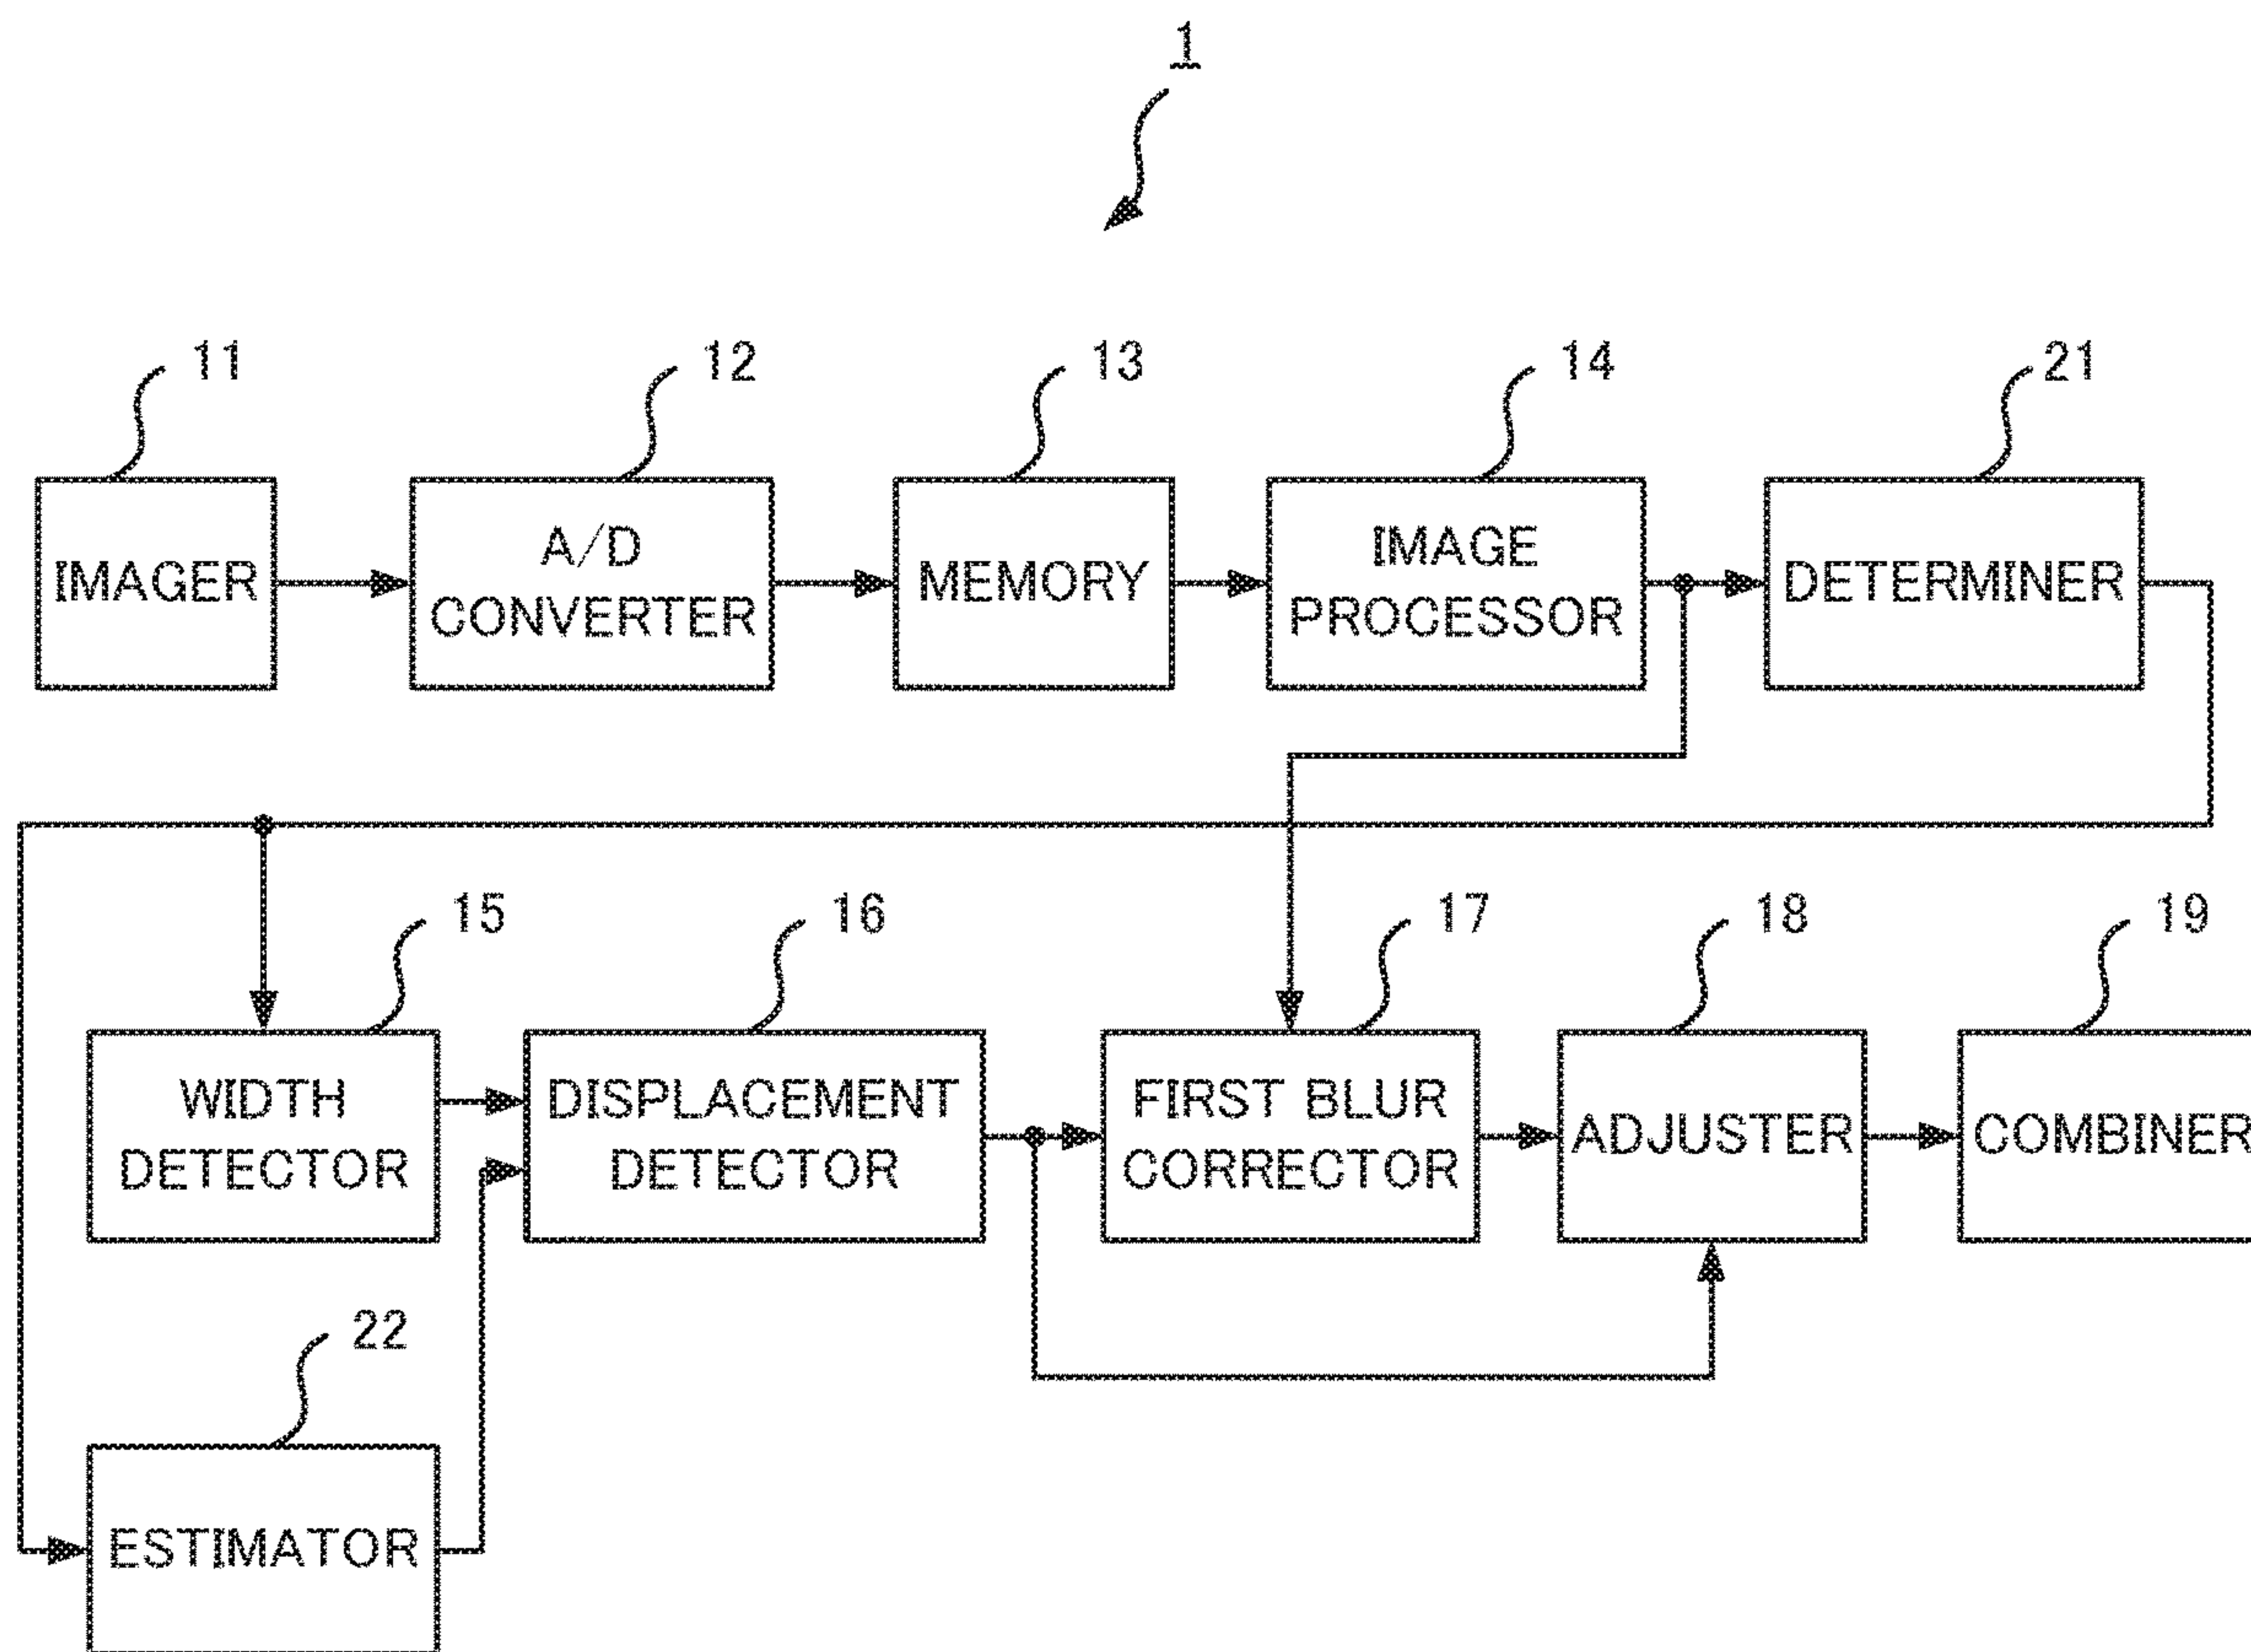 1
11
12
13
14
21
IMAGER
A/D
CONVERTER
MEMORY
IMAGE
PROCESSOR
DETERMINER
15
16
17
18
19
WIDTH
DETECTOR
DISPLACEMENT
DETECTOR
FIRST BLUR
CORRECTOR
ADJUSTER
COMBINER
22
ESTIMATOR